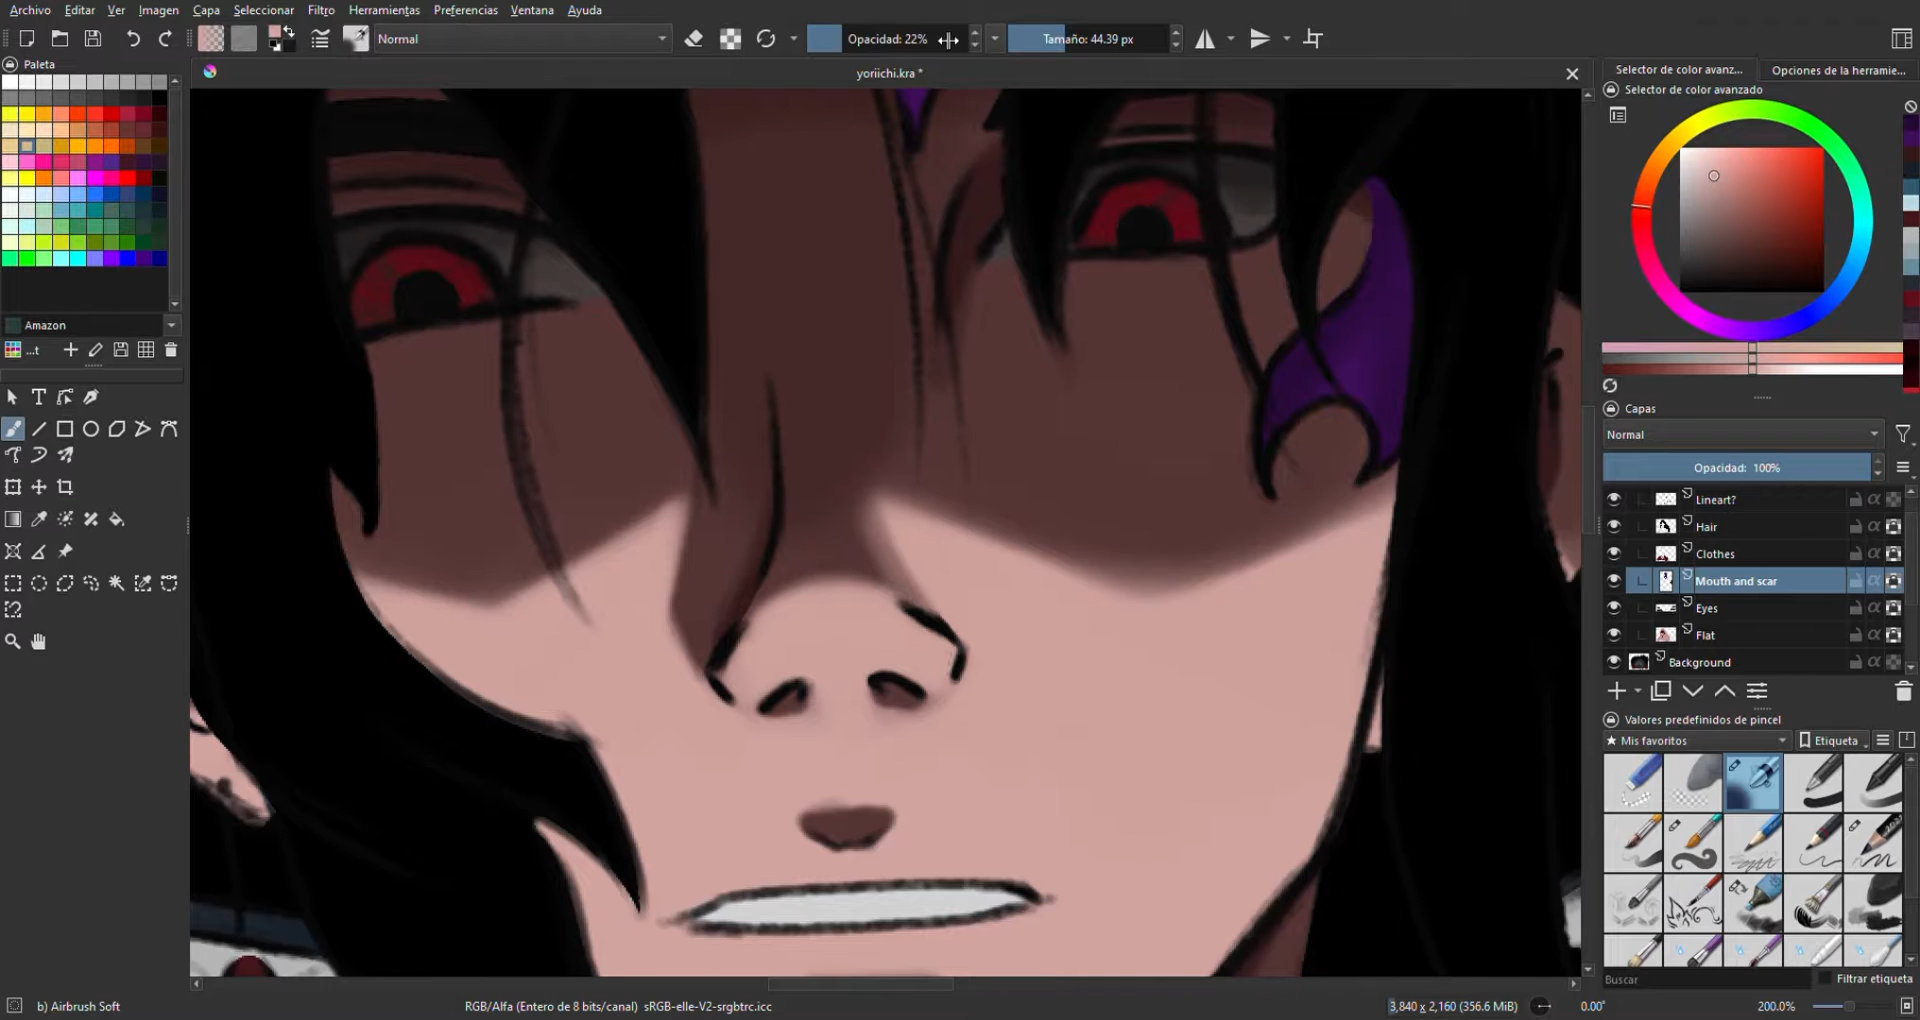 Archivo Editar Ver Imagen Capa Seleccionar Filtro Herramientas Preferencias Ventana Ayuda
Normal Opacidad: 22% Tamaño: 44.39 px
Paleta
yoriichi.kra *
Selector de color avanz... Opciones de la herramie...
Selector de color avanzado
Amazon
...t
Capas
Normal
Opacidad: 100%
Lineart?
Hair
Clothes
Mouth and scar
Eyes
Flat
Background
Valores predefinidos de pincel
Mis favoritos Etiqueta
Buscar Filtrar etiqueta
b) Airbrush Soft RGB/Alfa (Entero de 8 bits/canal) sRGB-elle-V2-srgbtrc.icc 3,840 x 2,160 (356.6 MiB) 0.00° 200.0%